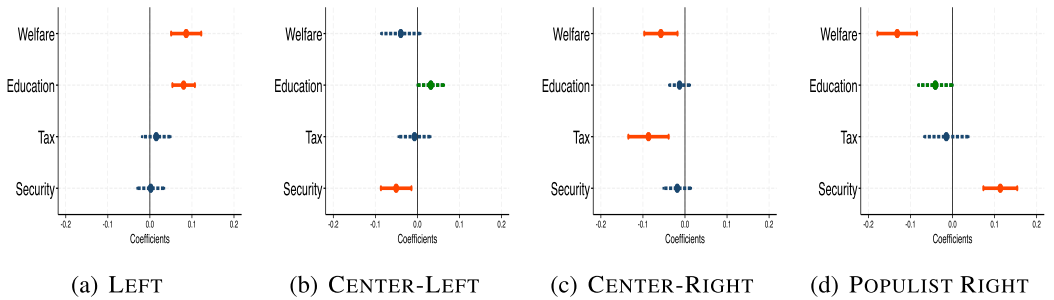 Welfare
Education
Tax
Security
-0.2 -0.1 0.0 0.1 0.2
Coefficients
(a) LEFT
Welfare
Education
Tax
Security
-0.2 -0.1 0.0 0.1 0.2
Coefficients
(b) CENTER-LEFT
Welfare
Education
Tax
Security
-0.2 -0.1 0.0 0.1 0.2
Coefficients
(c) CENTER-RIGHT
Welfare
Education
Tax
Security
-0.2 -0.1 0.0 0.1 0.2
Coefficients
(d) POPULIST RIGHT